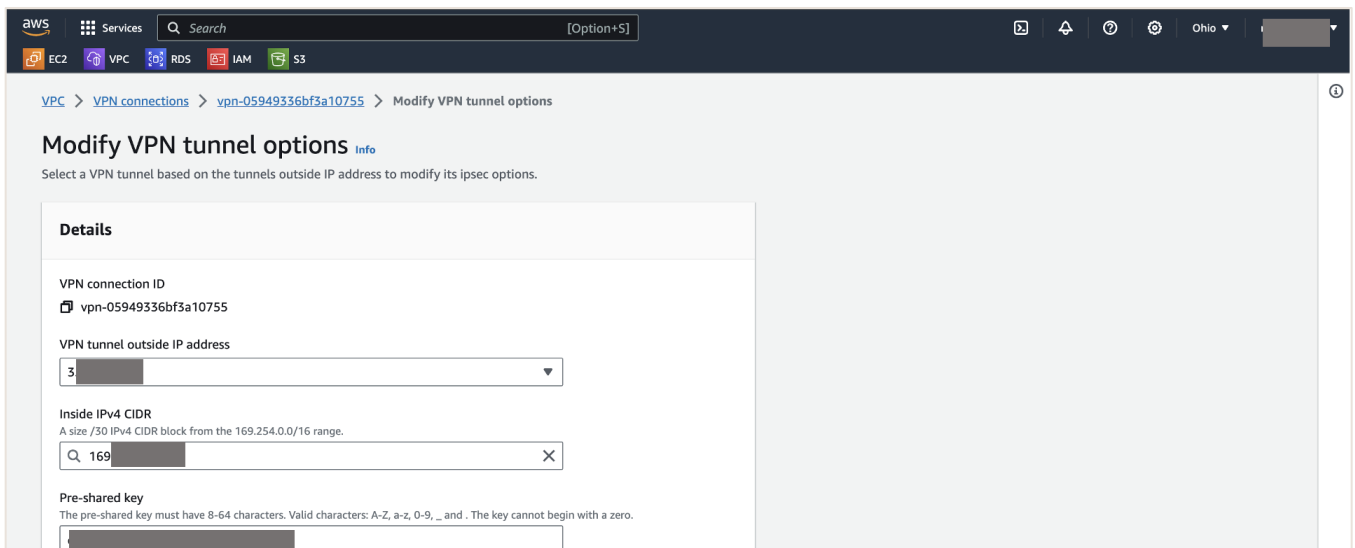 aws
Services
Search [Option+S]
Ohio
EC2 VPC RDS IAM S3
VPC > VPN connections > vpn-05949336bf3a10755 > Modify VPN tunnel options
Modify VPN tunnel options Info
Select a VPN tunnel based on the tunnels outside IP address to modify its ipsec options.
Details
VPN connection ID
vpn-05949336bf3a10755
VPN tunnel outside IP address
3.
Inside IPv4 CIDR
A size /30 IPv4 CIDR block from the 169.254.0.0/16 range.
169
Pre-shared key
The pre-shared key must have 8-64 characters. Valid characters: A-Z, a-z, 0-9, _ and . The key cannot begin with a zero.